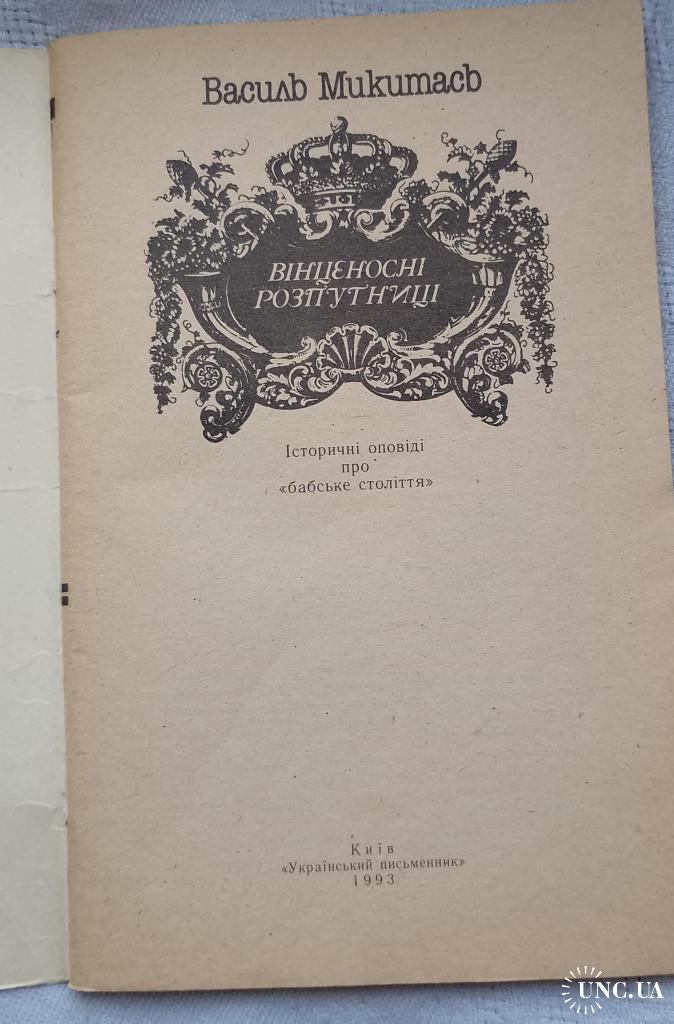 Василь Микитась
ВІНЦЕНОСНІ
РОЗПУТНИЦІ
Історичні оповіді
про
«бабське століття»
Київ
«Український письменник»
1993
UNC.UA